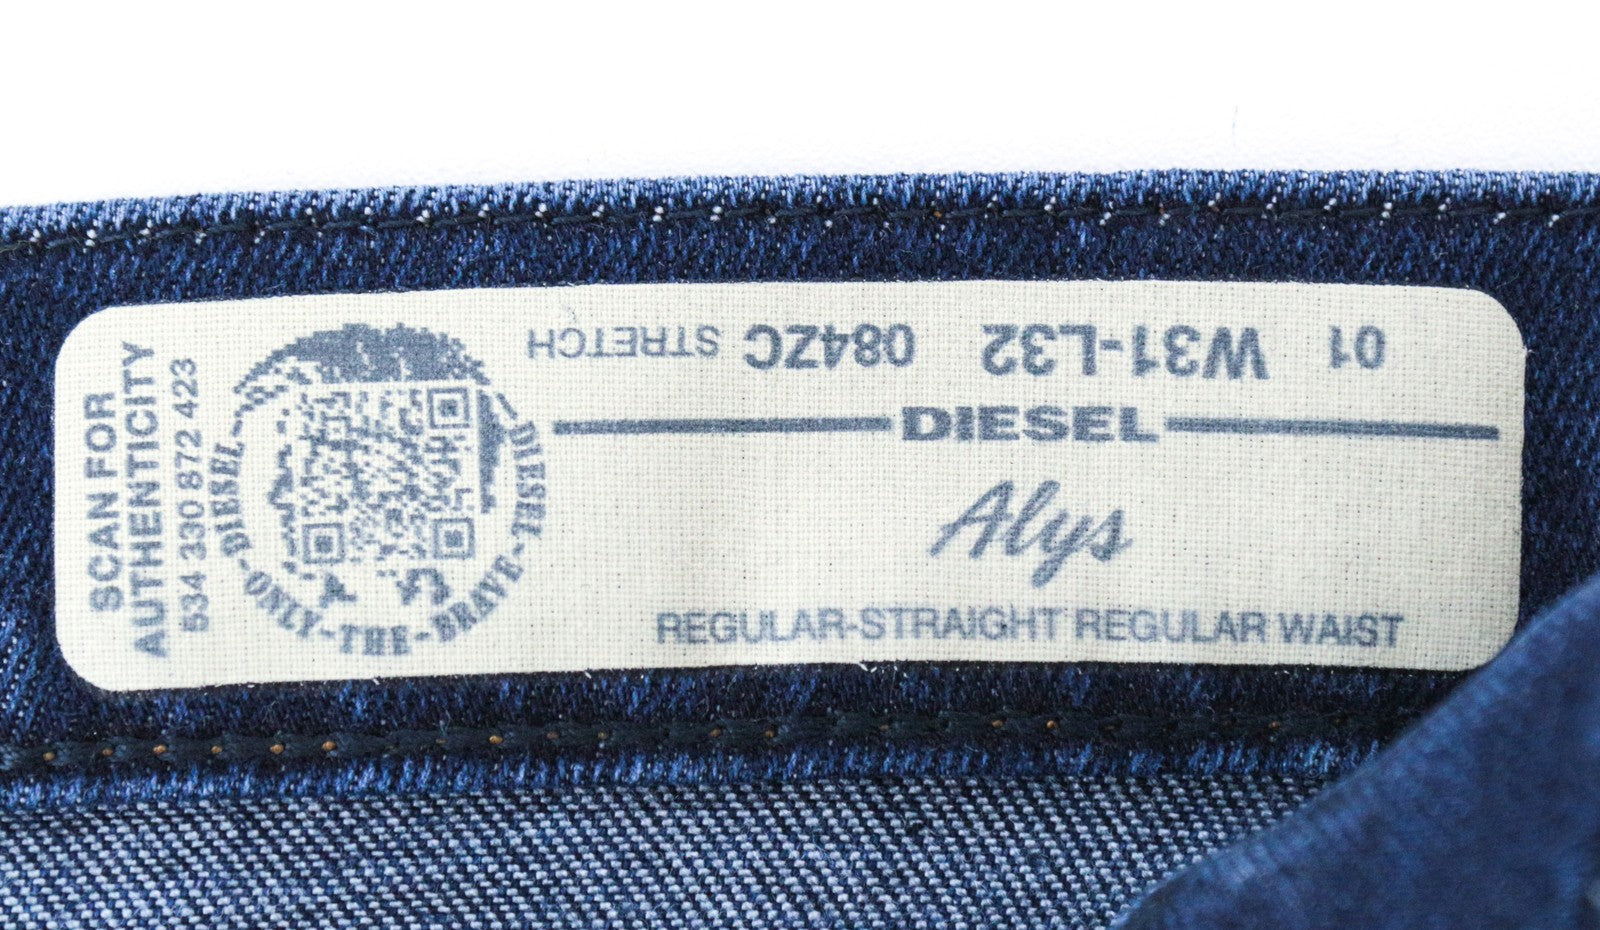 SCAN FOR
AUTHENTICITY
534 330 872 423
DIESEL-ONLY-THE-BRAVE-DIESEL
01 W31-L32 084ZC STRETCH
DIESEL
Alys
REGULAR-STRAIGHT REGULAR WAIST